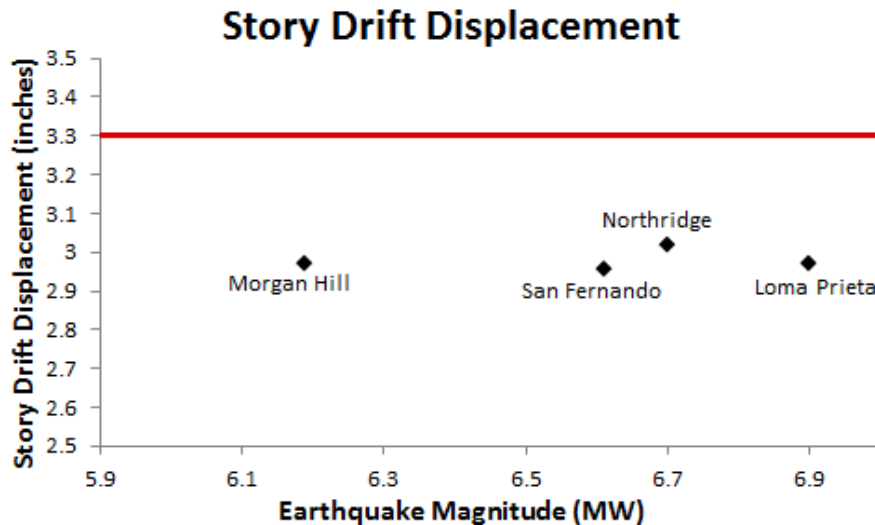 Story Drift Displacement
Story Drift Displacement (inches)
3.5
3.4
3.3
3.2
3.1
3
2.9
2.8
2.7
2.6
2.5
Northridge
Morgan Hill
San Fernando
Loma Prieta
5.9 6.1 6.3 6.5 6.7 6.9
Earthquake Magnitude (MW)